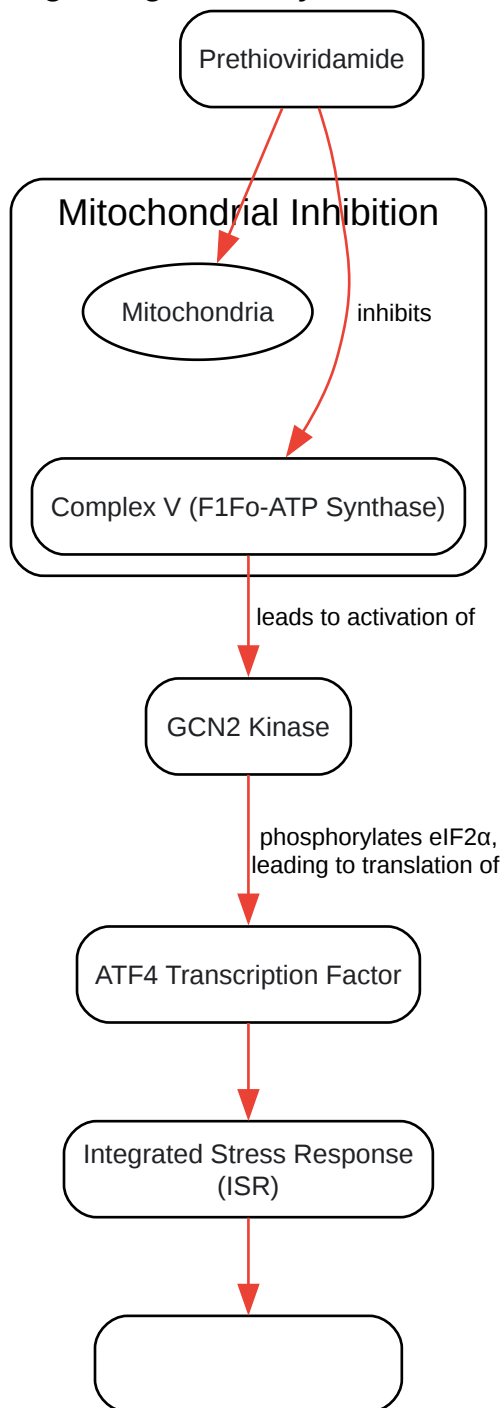 Prethioviridamide
Mitochondrial Inhibition
Mitochondria
inhibits
Complex V (F1Fo-ATP Synthase)
leads to activation of
GCN2 Kinase
phosphorylates eIF2α,
leading to translation of
ATF4 Transcription Factor
Integrated Stress Response
(ISR)